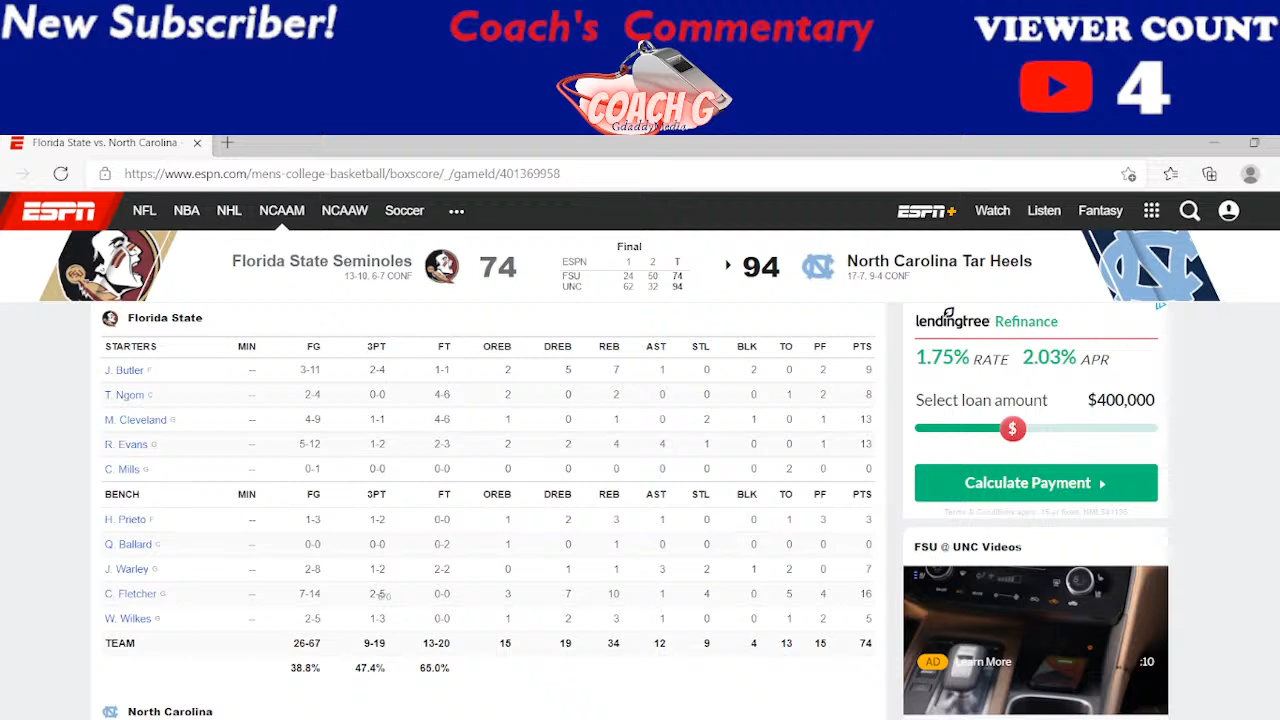 New Subscriber!
Coach's Commentary
VIEWER COUNT
COACH G
GdaddyMedia
4
Florida State vs. North Carolina
https://www.espn.com/mens-college-basketball/boxscore/_/gameId/401369958
ESPN NFL NBA NHL NCAAM NCAAW Soccer ••• ESPN+ Watch Listen Fantasy
Final
Florida State Seminoles 74
13-10, 6-7 CONF
ESPN 1 2 T
FSU 24 50 74
UNC 62 32 94
94 North Carolina Tar Heels
17-7, 9-4 CONF
Florida State
STARTERS MIN FG 3PT FT OREB DREB REB AST STL BLK TO PF PTS
J. Butler F -- 3-11 2-4 1-1 2 5 7 1 0 2 0 2 9
T. Ngom C -- 2-4 0-0 4-6 2 0 2 0 0 0 1 2 8
M. Cleveland G -- 4-9 1-1 4-6 1 0 1 0 2 0 1 1 13
R. Evans G -- 5-12 1-2 2-3 2 2 4 4 1 0 0 1 13
C. Mills G -- 0-1 0-0 0-0 0 0 0 0 0 0 2 0 0
BENCH MIN FG 3PT FT OREB DREB REB AST STL BLK TO PF PTS
H. Prieto F -- 1-3 1-2 0-0 1 2 3 1 0 0 1 3 3
Q. Ballard C -- 0-0 0-0 0-2 1 0 1 0 0 0 0 0 0
J. Warley G -- 2-8 1-2 2-2 0 1 1 3 2 1 2 0 7
C. Fletcher G -- 7-14 2-5 0-0 3 7 10 1 4 0 5 4 16
W. Wilkes G -- 2-5 1-3 0-0 1 2 3 1 0 0 1 2 5
TEAM 26-67 9-19 13-20 15 19 34 12 9 4 13 15 74
38.8% 47.4% 65.0%
North Carolina
lendingtree Refinance
1.75% RATE 2.03% APR
Select loan amount $400,000
$
Calculate Payment
FSU @ UNC Videos
AD Learn More :10